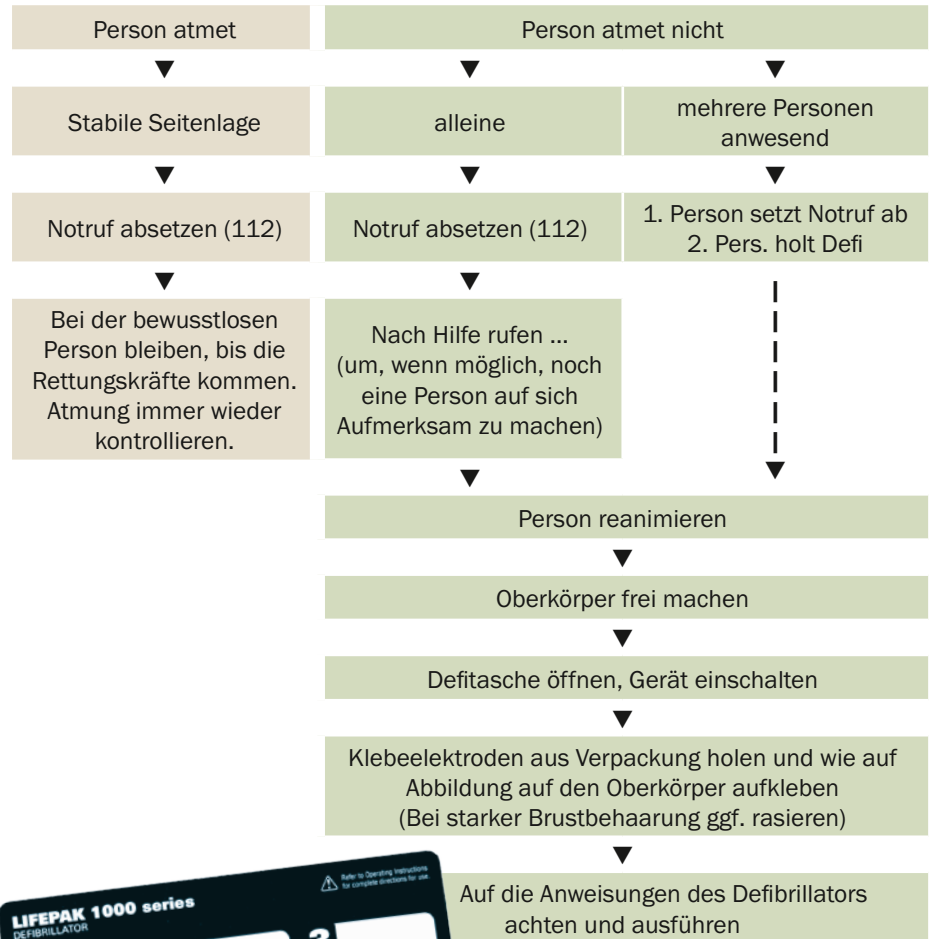 Person atmet
Person atmet nicht
Stabile Seitenlage
alleine
mehrere Personen
anwesend
Notruf absetzen (112)
Notruf absetzen (112)
1. Person setzt Notruf ab
2. Pers. holt Defi
Bei der bewusstlosen
Person bleiben, bis die
Rettungskräfte kommen.
Atmung immer wieder
kontrollieren.
Nach Hilfe rufen ...
(um, wenn möglich, noch
eine Person auf sich
Aufmerksam zu machen)
Person reanimieren
Oberkörper frei machen
Defitasche öffnen, Gerät einschalten
Klebeelektroden aus Verpackung holen und wie auf
Abbildung auf den Oberkörper aufkleben
(Bei starker Brustbehaarung ggf. rasieren)
Auf die Anweisungen des Defibrillators
achten und ausführen
Refer to Operating Instructions
for complete directions for use.
LIFEPAK 1000 series
DEFIBRILLATOR